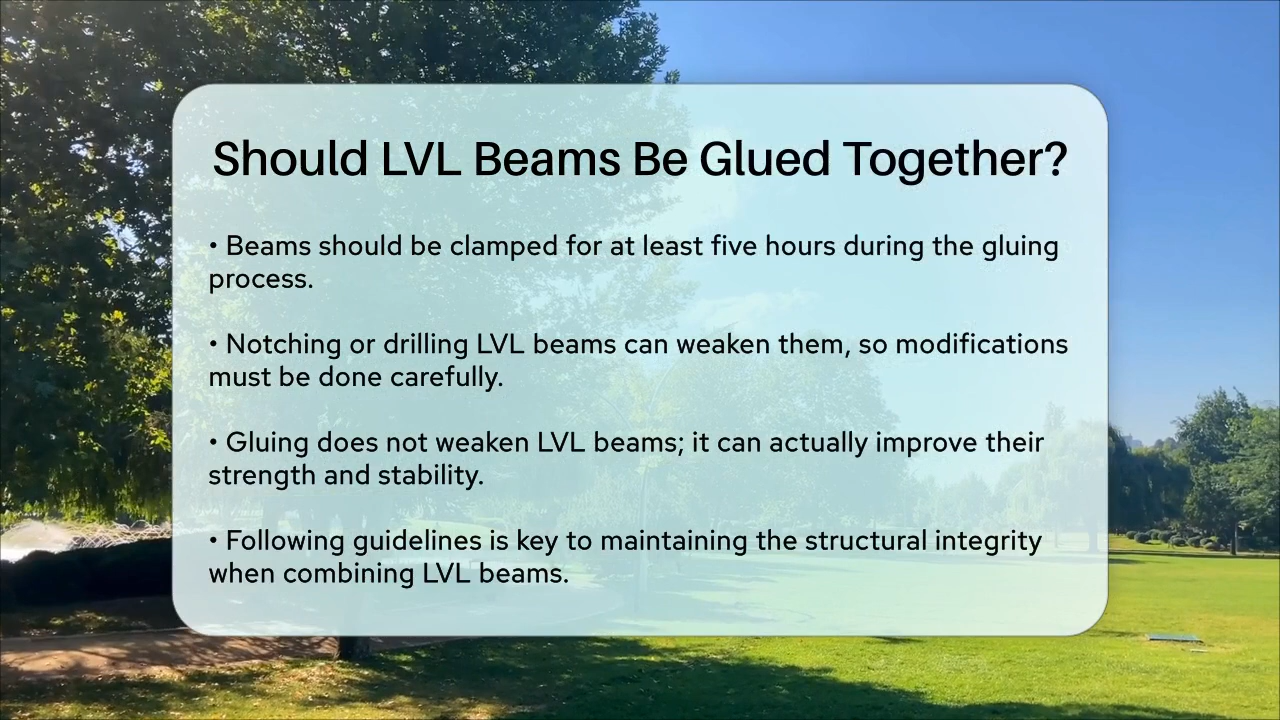 Should LVL Beams Be Glued Together?
• Beams should be clamped for at least five hours during the gluing
process.
• Notching or drilling LVL beams can weaken them, so modifications
must be done carefully.
• Gluing does not weaken LVL beams; it can actually improve their
strength and stability.
• Following guidelines is key to maintaining the structural integrity
when combining LVL beams.